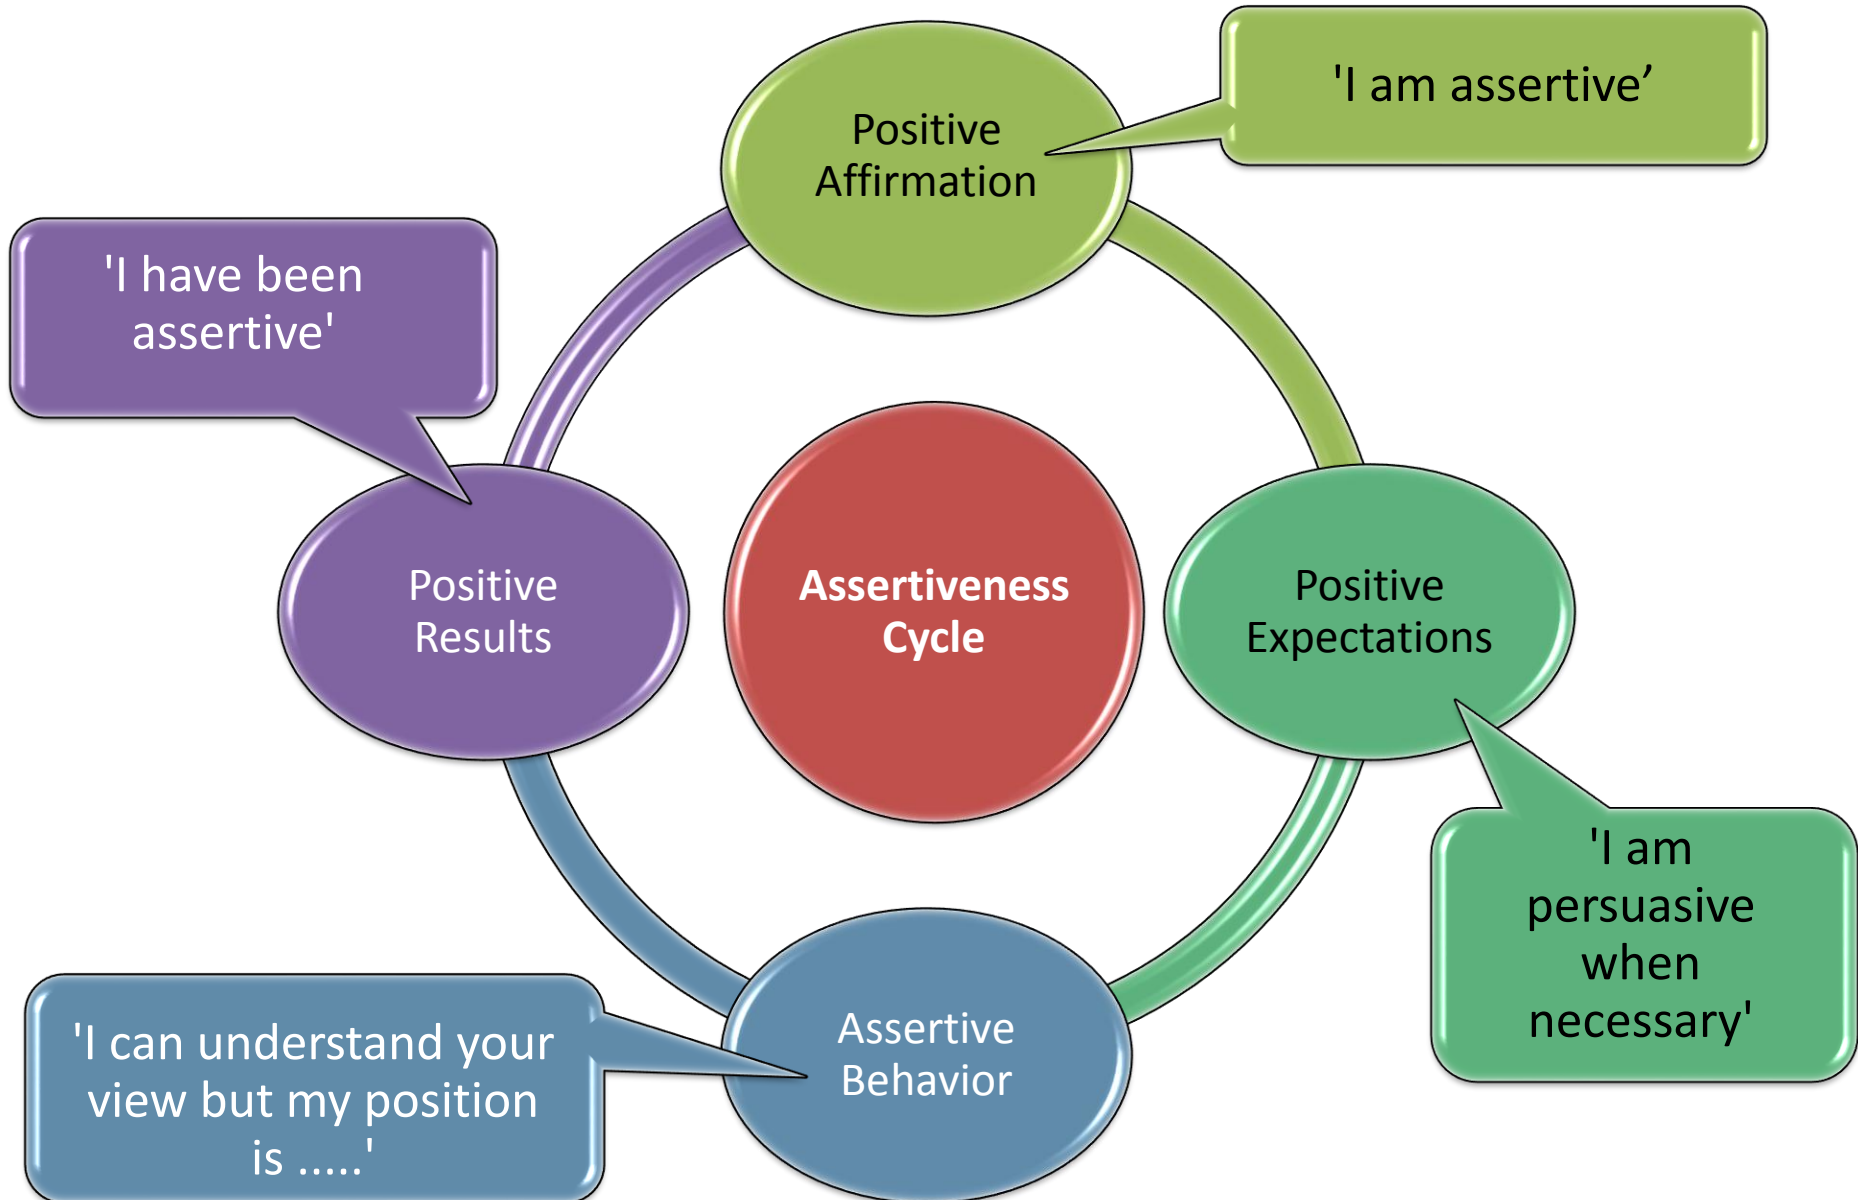 Positive
Affirmation
'I am assertive’
'I have been
assertive'
Positive
Results
Assertiveness
Cycle
Positive
Expectations
'I am
persuasive
when
necessary'
Assertive
Behavior
'I can understand your
view but my position
is .....'